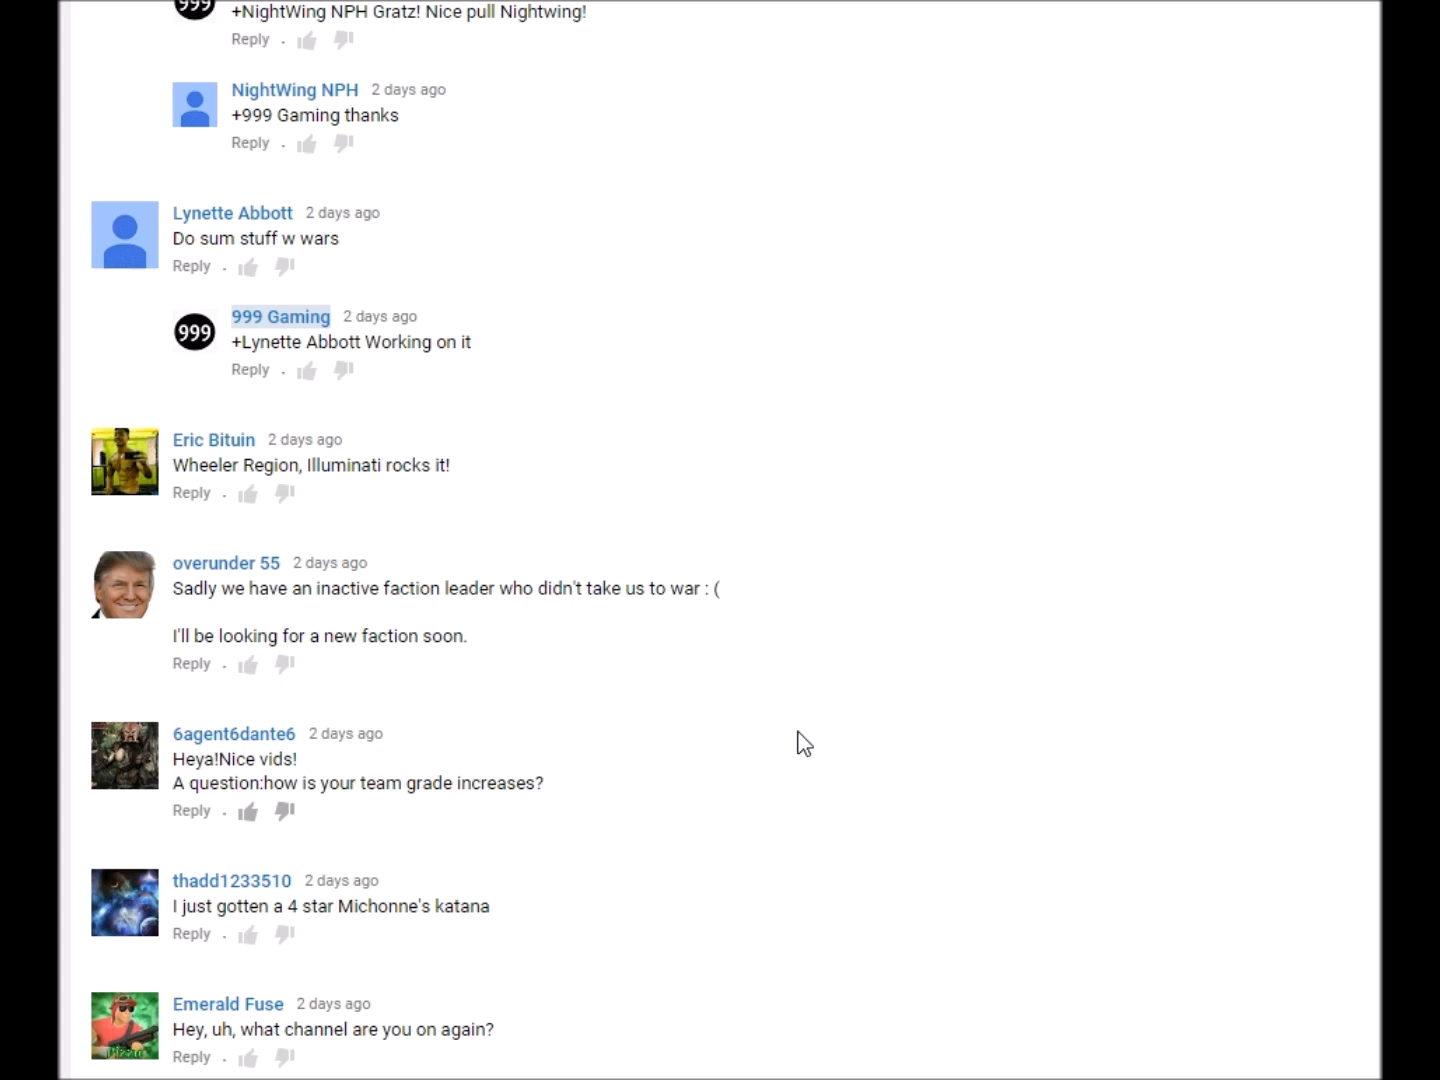 999
+NightWing NPH Gratz! Nice pull Nightwing!
Reply .
NightWing NPH 2 days ago
+999 Gaming thanks
Reply .
Lynette Abbott 2 days ago
Do sum stuff w wars
Reply .
999 999 Gaming 2 days ago
+Lynette Abbott Working on it
Reply .
Eric Bituin 2 days ago
Wheeler Region, Illuminati rocks it!
Reply .
overunder 55 2 days ago
Sadly we have an inactive faction leader who didn't take us to war : (
I'll be looking for a new faction soon.
Reply .
6agent6dante6 2 days ago
Heya!Nice vids!
A question:how is your team grade increases?
Reply .
thadd1233510 2 days ago
I just gotten a 4 star Michonne's katana
Reply .
Emerald Fuse 2 days ago
Hey, uh, what channel are you on again?
Reply .